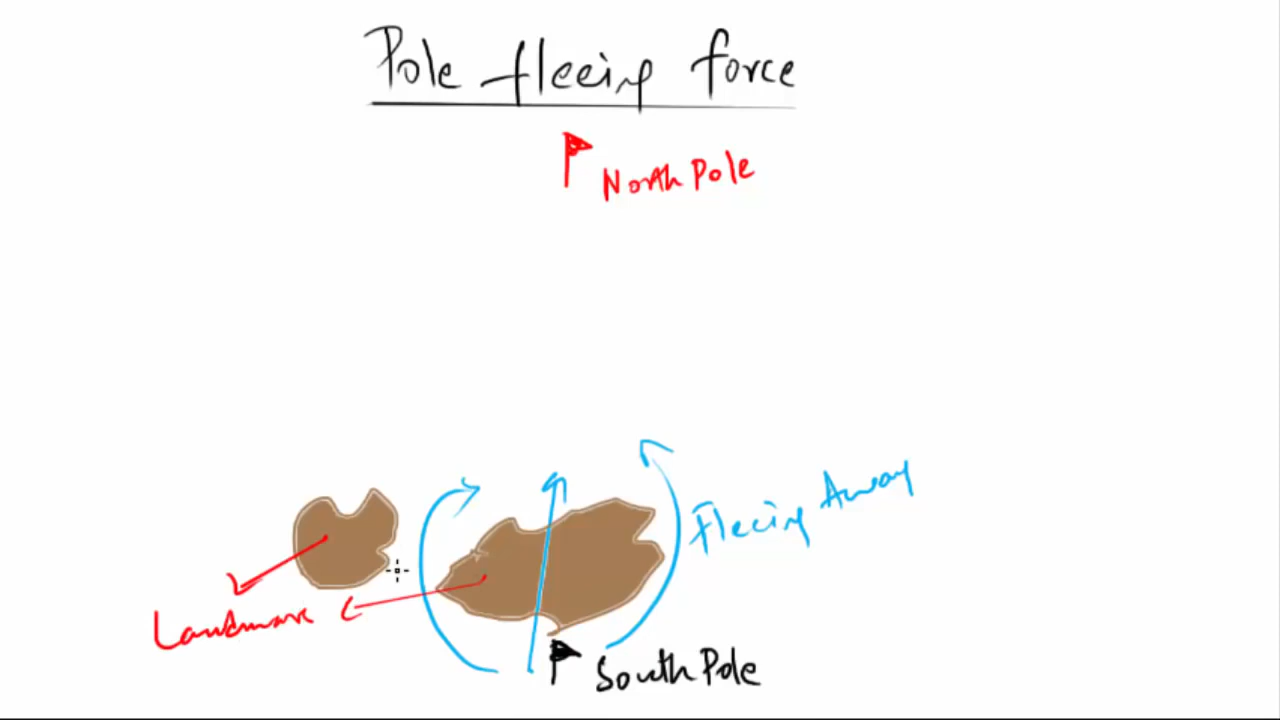 Pole fleeing force
North Pole
Fleeing Away
Landmass
South Pole